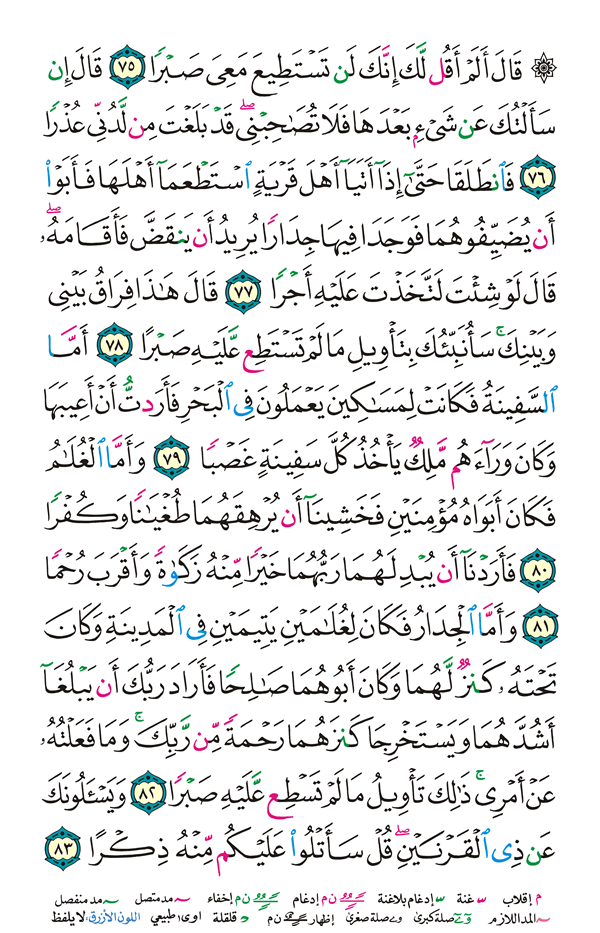 ۞ قَالَ أَلَمْ أَقُل لَّكَ إِنَّكَ لَن تَسْتَطِيعَ مَعِىَ صَبْرًا ٧٥ قَالَ إِن
سَأَلْتُكَ عَن شَىْءٍۭ بَعْدَهَا فَلَا تُصَـٰحِبْنِى ۖ قَدْ بَلَغْتَ مِن لَّدُنِّى عُذْرًا
٧٦ فَٱنطَلَقَا حَتَّىٰٓ إِذَآ أَتَيَآ أَهْلَ قَرْيَةٍ ٱسْتَطْعَمَآ أَهْلَهَا فَأَبَوْا۟
أَن يُضَيِّفُوهُمَا فَوَجَدَا فِيهَا جِدَارًا يُرِيدُ أَن يَنقَضَّ فَأَقَامَهُۥ ۖ
قَالَ لَوْ شِئْتَ لَتَّخَذْتَ عَلَيْهِ أَجْرًا ٧٧ قَالَ هَـٰذَا فِرَاقُ بَيْنِى
وَبَيْنِكَ ۚ سَأُنَبِّئُكَ بِتَأْوِيلِ مَا لَمْ تَسْتَطِع عَّلَيْهِ صَبْرًا ٧٨ أَمَّا
ٱلسَّفِينَةُ فَكَانَتْ لِمَسَـٰكِينَ يَعْمَلُونَ فِى ٱلْبَحْرِ فَأَرَدتُّ أَنْ أَعِيبَهَا
وَكَانَ وَرَآءَهُم مَّلِكٌ يَأْخُذُ كُلَّ سَفِينَةٍ غَصْبًا ٧٩ وَأَمَّا ٱلْغُلَـٰمُ
فَكَانَ أَبَوَاهُ مُؤْمِنَيْنِ فَخَشِينَآ أَن يُرْهِقَهُمَا طُغْيَـٰنًا وَكُفْرًا
٨٠ فَأَرَدْنَآ أَن يُبْدِلَهُمَا رَبُّهُمَا خَيْرًا مِّنْهُ زَكَوٰةً وَأَقْرَبَ رُحْمًا
٨١ وَأَمَّا ٱلْجِدَارُ فَكَانَ لِغُلَـٰمَيْنِ يَتِيمَيْنِ فِى ٱلْمَدِينَةِ وَكَانَ
تَحْتَهُۥ كَنزٌ لَّهُمَا وَكَانَ أَبُوهُمَا صَـٰلِحًا فَأَرَادَ رَبُّكَ أَن يَبْلُغَآ
أَشُدَّهُمَا وَيَسْتَخْرِجَا كَنزَهُمَا رَحْمَةً مِّن رَّبِّكَ ۚ وَمَا فَعَلْتُهُۥ
عَنْ أَمْرِى ۚ ذَٰلِكَ تَأْوِيلُ مَا لَمْ تَسْطِع عَّلَيْهِ صَبْرًا ٨٢ وَيَسْـَٔلُونَكَ
عَن ذِى ٱلْقَرْنَيْنِ ۖ قُلْ سَأَتْلُوا۟ عَلَيْكُم مِّنْهُ ذِكْرًا ٨٣
م إقلاب ـّ غنة ـّ إدغام بلاغنة ن م إدغام ن م إخفاء ~ مد متصل ~ مد منفصل
~ المد اللازم و ے صلة كبرى و ے صلة صغرى إظهار ن م د قلقلة اوى؛ طبيعي اللون الأزرق: لا يلفظ